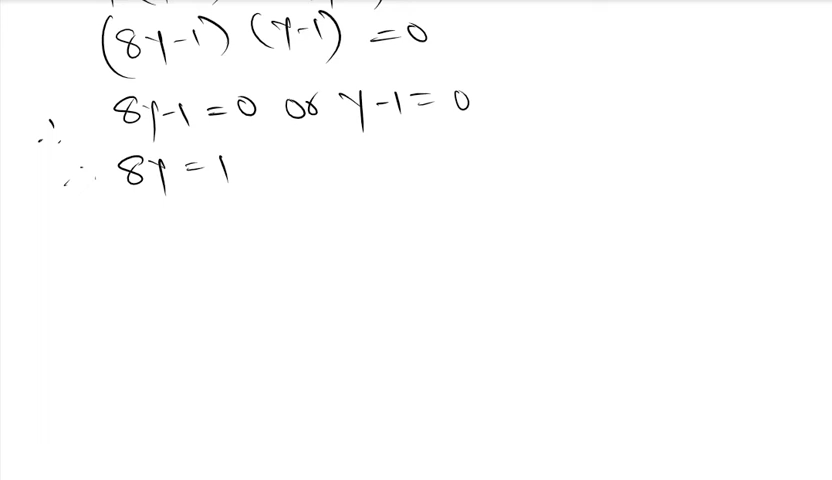 (8y-1) (y-1) = 0
∴ 8y-1 = 0 or y-1 = 0
∴ 8y = 1